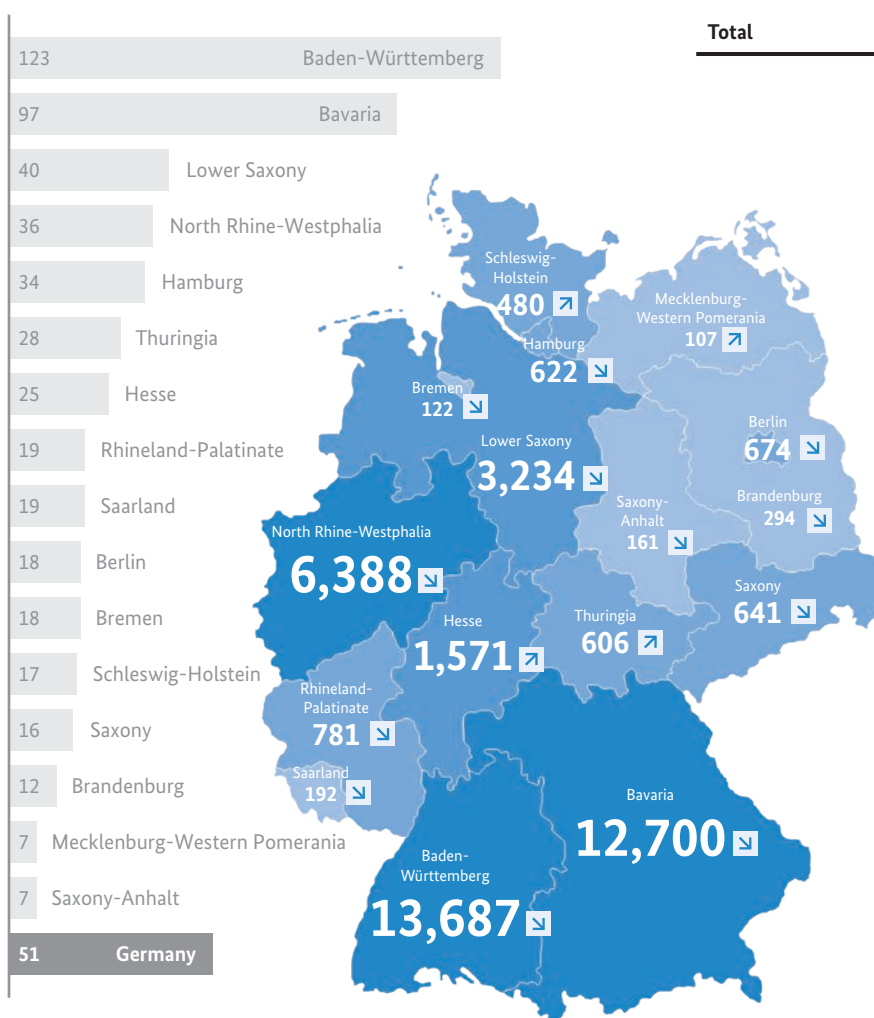 Total
123 Baden-Württemberg
97 Bavaria
40 Lower Saxony
36 North Rhine-Westphalia
34 Hamburg
28 Thuringia
25 Hesse
19 Rhineland-Palatinate
19 Saarland
18 Berlin
18 Bremen
17 Schleswig-Holstein
16 Saxony
12 Brandenburg
7 Mecklenburg-Western Pomerania
7 Saxony-Anhalt
51 Germany
Schleswig-
Holstein
480
Mecklenburg-
Western Pomerania
107
Hamburg
622
Bremen
122
Berlin
674
Lower Saxony
3,234
Brandenburg
294
Saxony-
Anhalt
161
North Rhine-Westphalia
6,388
Saxony
641
Thuringia
606
Hesse
1,571
Rhineland-
Palatinate
781
Saarland
192
Bavaria
12,700
Baden-
Württemberg
13,687